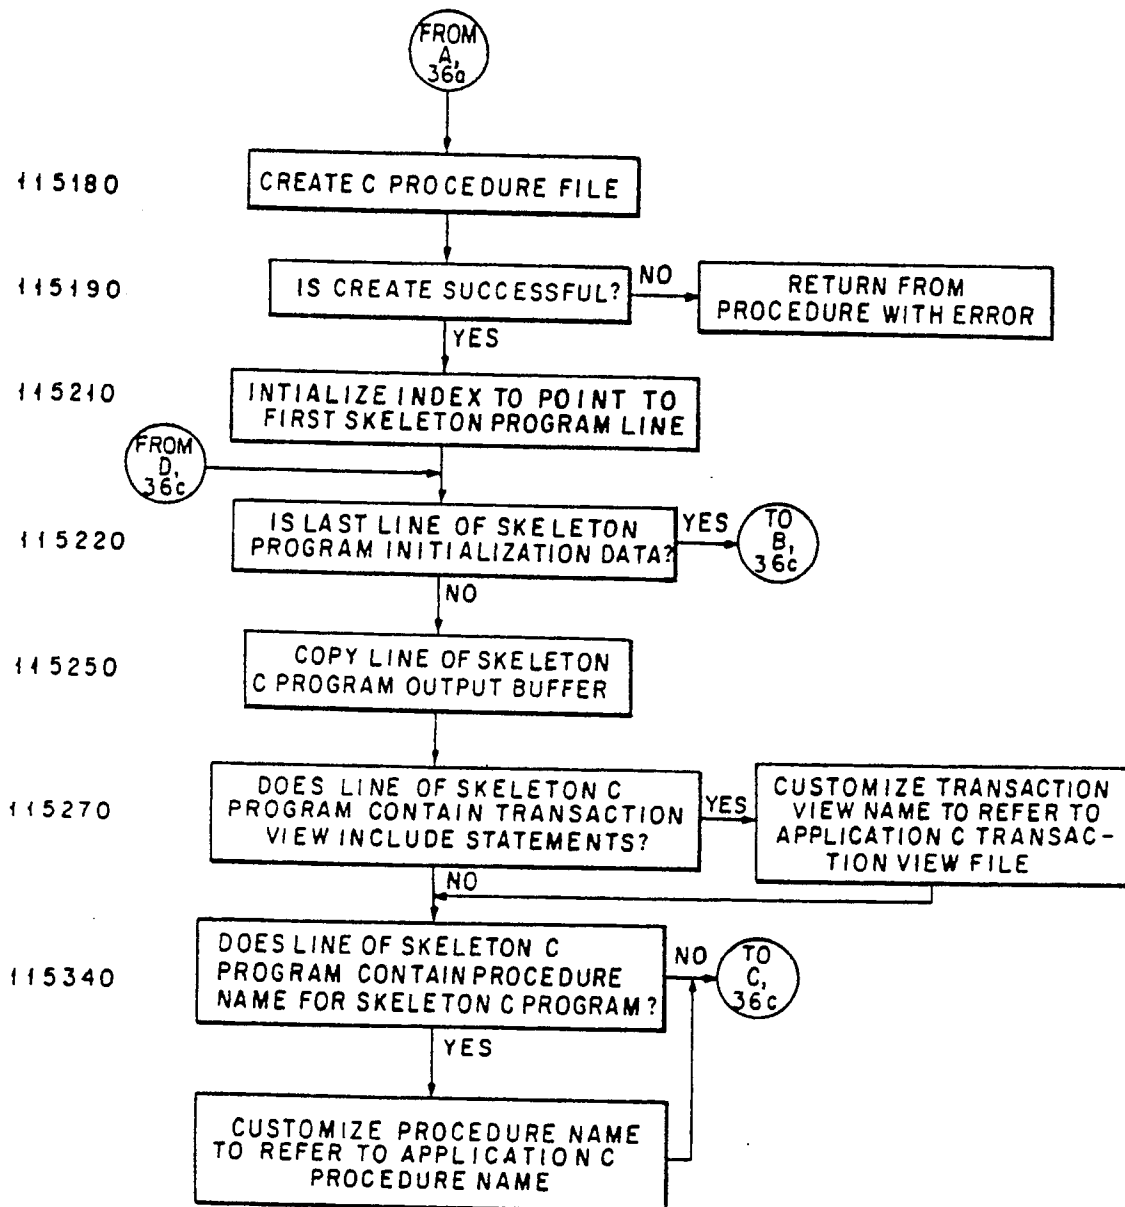 FROM
A,
36a
115180
CREATE C PROCEDURE FILE
115190
IS CREATE SUCCESSFUL?
NO
RETURN FROM
PROCEDURE WITH ERROR
YES
115210
INTIALIZE INDEX TO POINT TO
FIRST SKELETON PROGRAM LINE
FROM
D,
36c
115220
IS LAST LINE OF SKELETON
PROGRAM INITIALIZATION DATA?
YES
TO
B,
36c
NO
115250
COPY LINE OF SKELETON
C PROGRAM OUTPUT BUFFER
115270
DOES LINE OF SKELETON C
PROGRAM CONTAIN TRANSACTION
VIEW INCLUDE STATEMENTS?
YES
CUSTOMIZE TRANSACTION
VIEW NAME TO REFER TO
APPLICATION C TRANSAC-
TION VIEW FILE
NO
115340
DOES LINE OF SKELETON C
PROGRAM CONTAIN PROCEDURE
NAME FOR SKELETON C PROGRAM?
NO
TO
C,
36c
YES
CUSTOMIZE PROCEDURE NAME
TO REFER TO APPLICATION C
PROCEDURE NAME